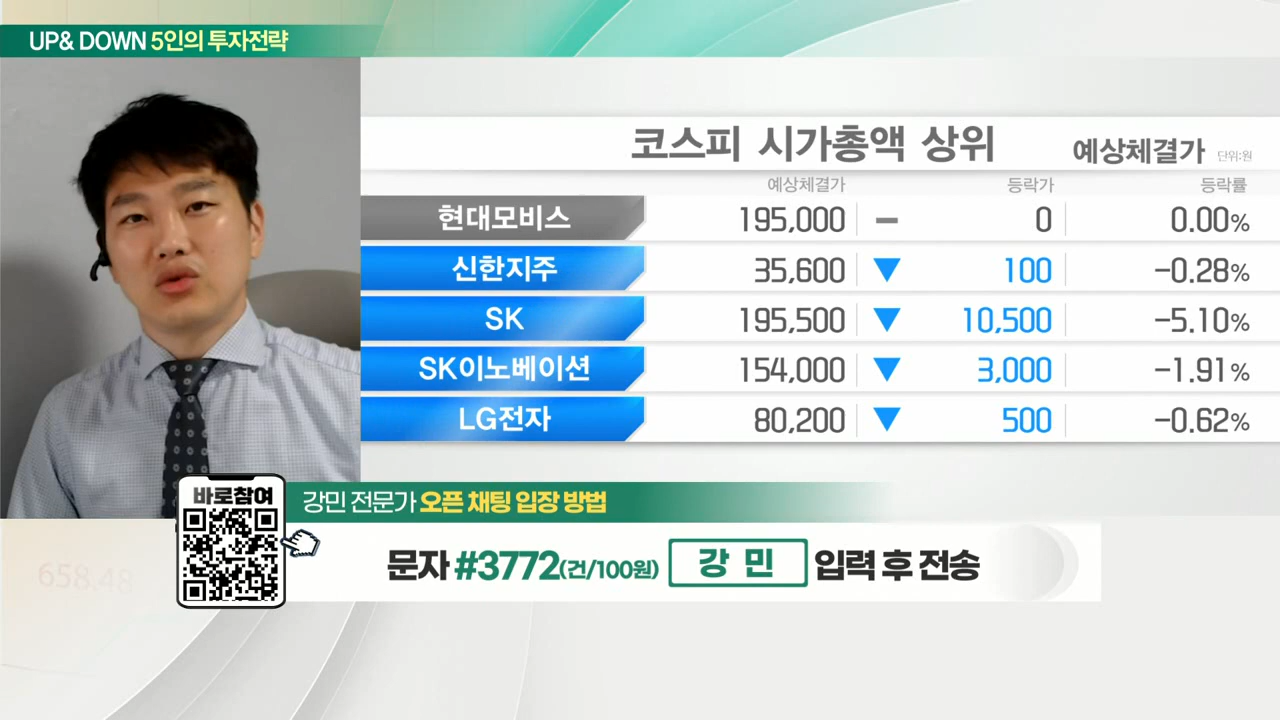 UP& DOWN 5인의 투자전략
코스피 시가총액 상위 예상체결가 단위:원
예상체결가 등락가 등락률
현대모비스 195,000 – 0 0.00%
신한지주 35,600 ▼ 100 -0.28%
SK 195,500 ▼ 10,500 -5.10%
SK이노베이션 154,000 ▼ 3,000 -1.91%
LG전자 80,200 ▼ 500 -0.62%
바로참여
강민 전문가 오픈 채팅 입장 방법
문자 #3772(건/100원) 강 민 입력 후 전송
658.48